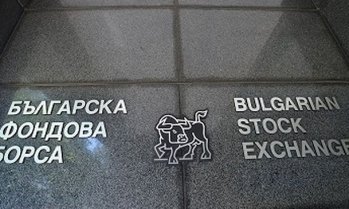 БЪЛГАРСКА
ФОНДОВА
БОРСА
BULGARIAN
STOCK
EXCHANGE